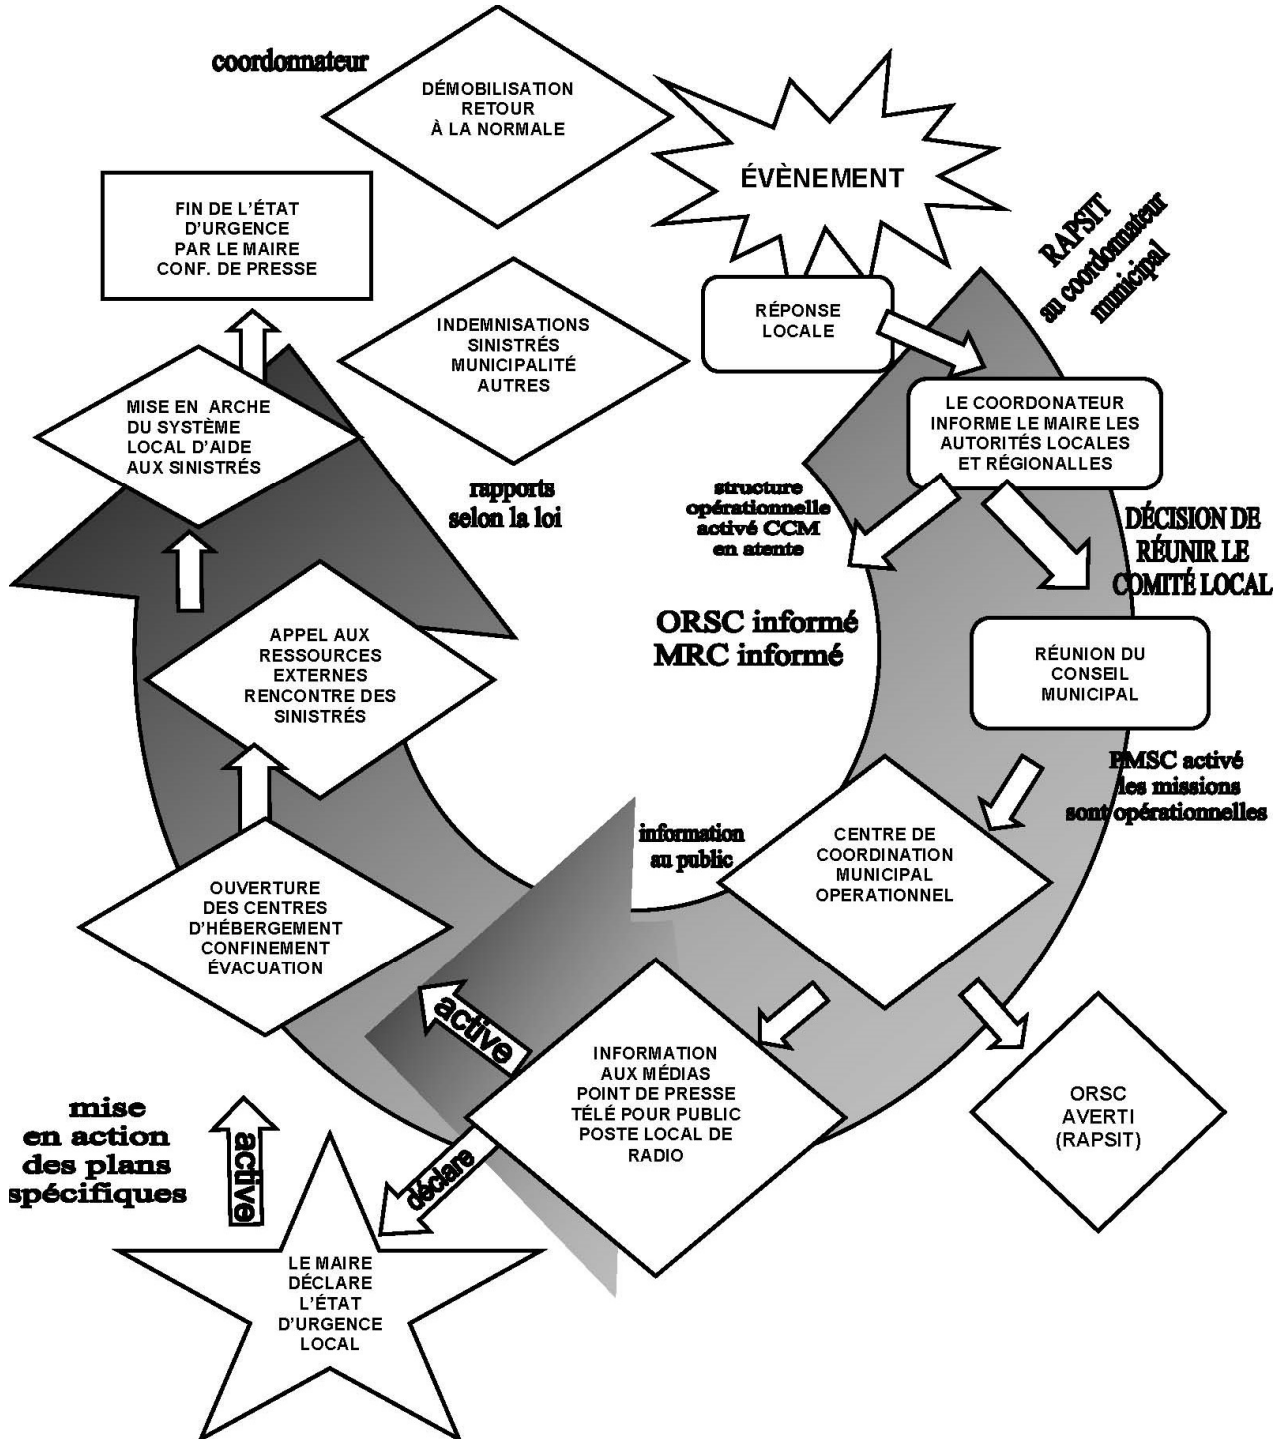 coordonnateur
DÉMOBILISATION
RETOUR
À LA NORMALE
ÉVÈNEMENT
RAPSIT
au coordonnateur
municipal
FIN DE L'ÉTAT
D'URGENCE
PAR LE MAIRE
CONF. DE PRESSE
INDEMNISATIONS
SINISTRÉS
MUNICIPALITÉ
AUTRES
RÉPONSE
LOCALE
LE COORDONATEUR
INFORME LE MAIRE LES
AUTORITÉS LOCALES
ET RÉGIONALLES
MISE EN ARCHE
DU SYSTÈME
LOCAL D'AIDE
AUX SINISTRÉS
rapports
selon la loi
structure
opérationnelle
activé CCM
en atente
DÉCISION DE
RÉUNIR LE
COMITÉ LOCAL
ORSC informé
MRC informé
RÉUNION DU
CONSEIL
MUNICIPAL
APPEL AUX
RESSOURCES
EXTERNES
RENCONTRE DES
SINISTRÉS
PMSC activé
les missions
sont opérationnelles
information
au public
CENTRE DE
COORDINATION
MUNICIPAL
OPERATIONNEL
OUVERTURE
DES CENTRES
D'HÉBERGEMENT
CONFINEMENT
ÉVACUATION
active
INFORMATION
AUX MÉDIAS
POINT DE PRESSE
TÉLÉ POUR PUBLIC
POSTE LOCAL DE
RADIO
ORSC
AVERTI
(RAPSIT)
mise
en action
des plans
spécifiques
active
déclare
LE MAIRE
DÉCLARE
L'ÉTAT
D'URGENCE
LOCAL